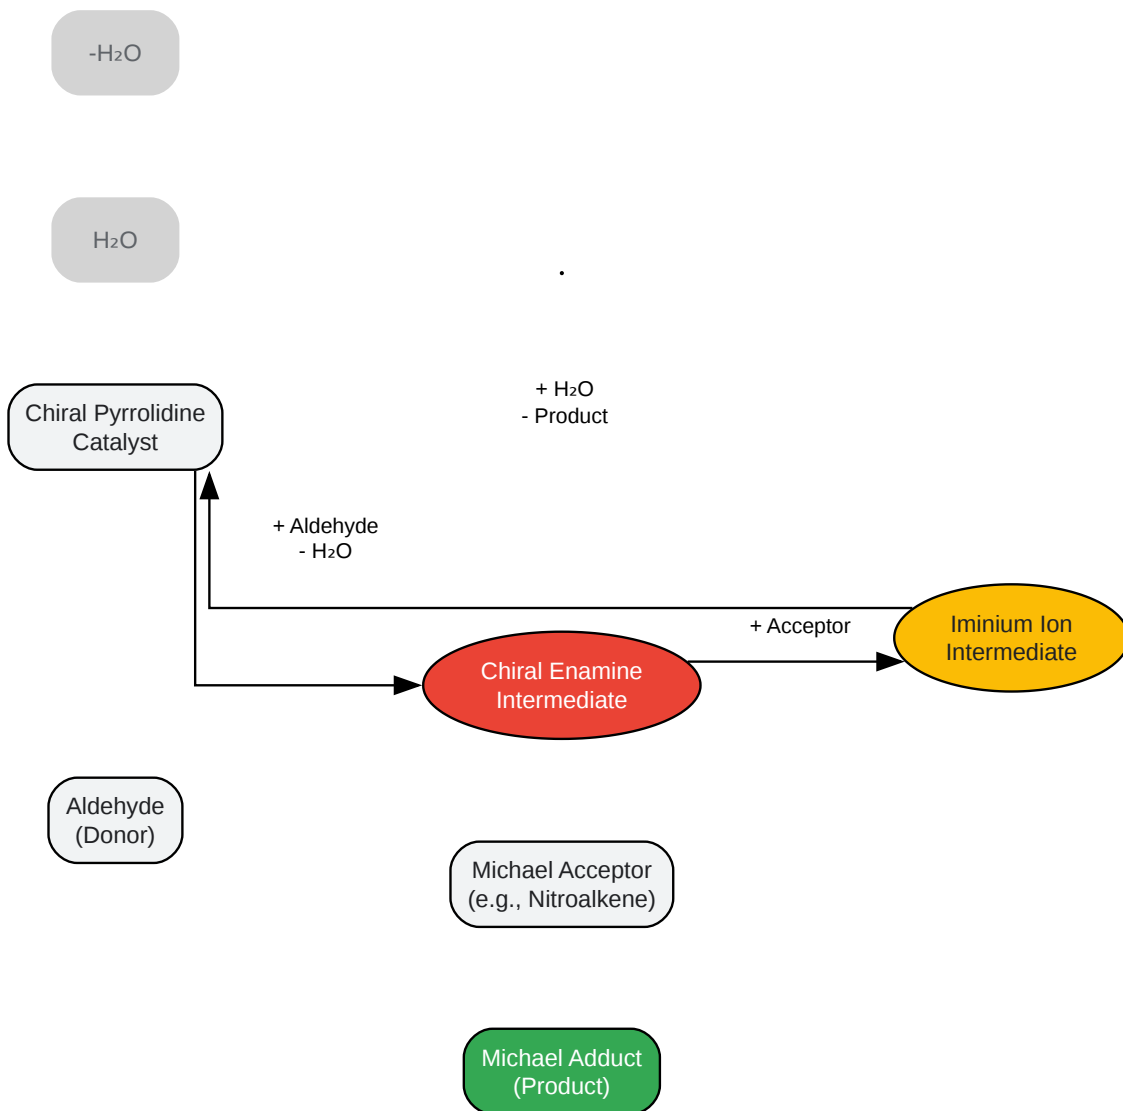 -H₂O
H₂O
.
Chiral Pyrrolidine
Catalyst
+ H₂O
- Product
+ Aldehyde
- H₂O
+ Acceptor
Iminium Ion
Intermediate
Chiral Enamine
Intermediate
Aldehyde
(Donor)
Michael Acceptor
(e.g., Nitroalkene)
Michael Adduct
(Product)